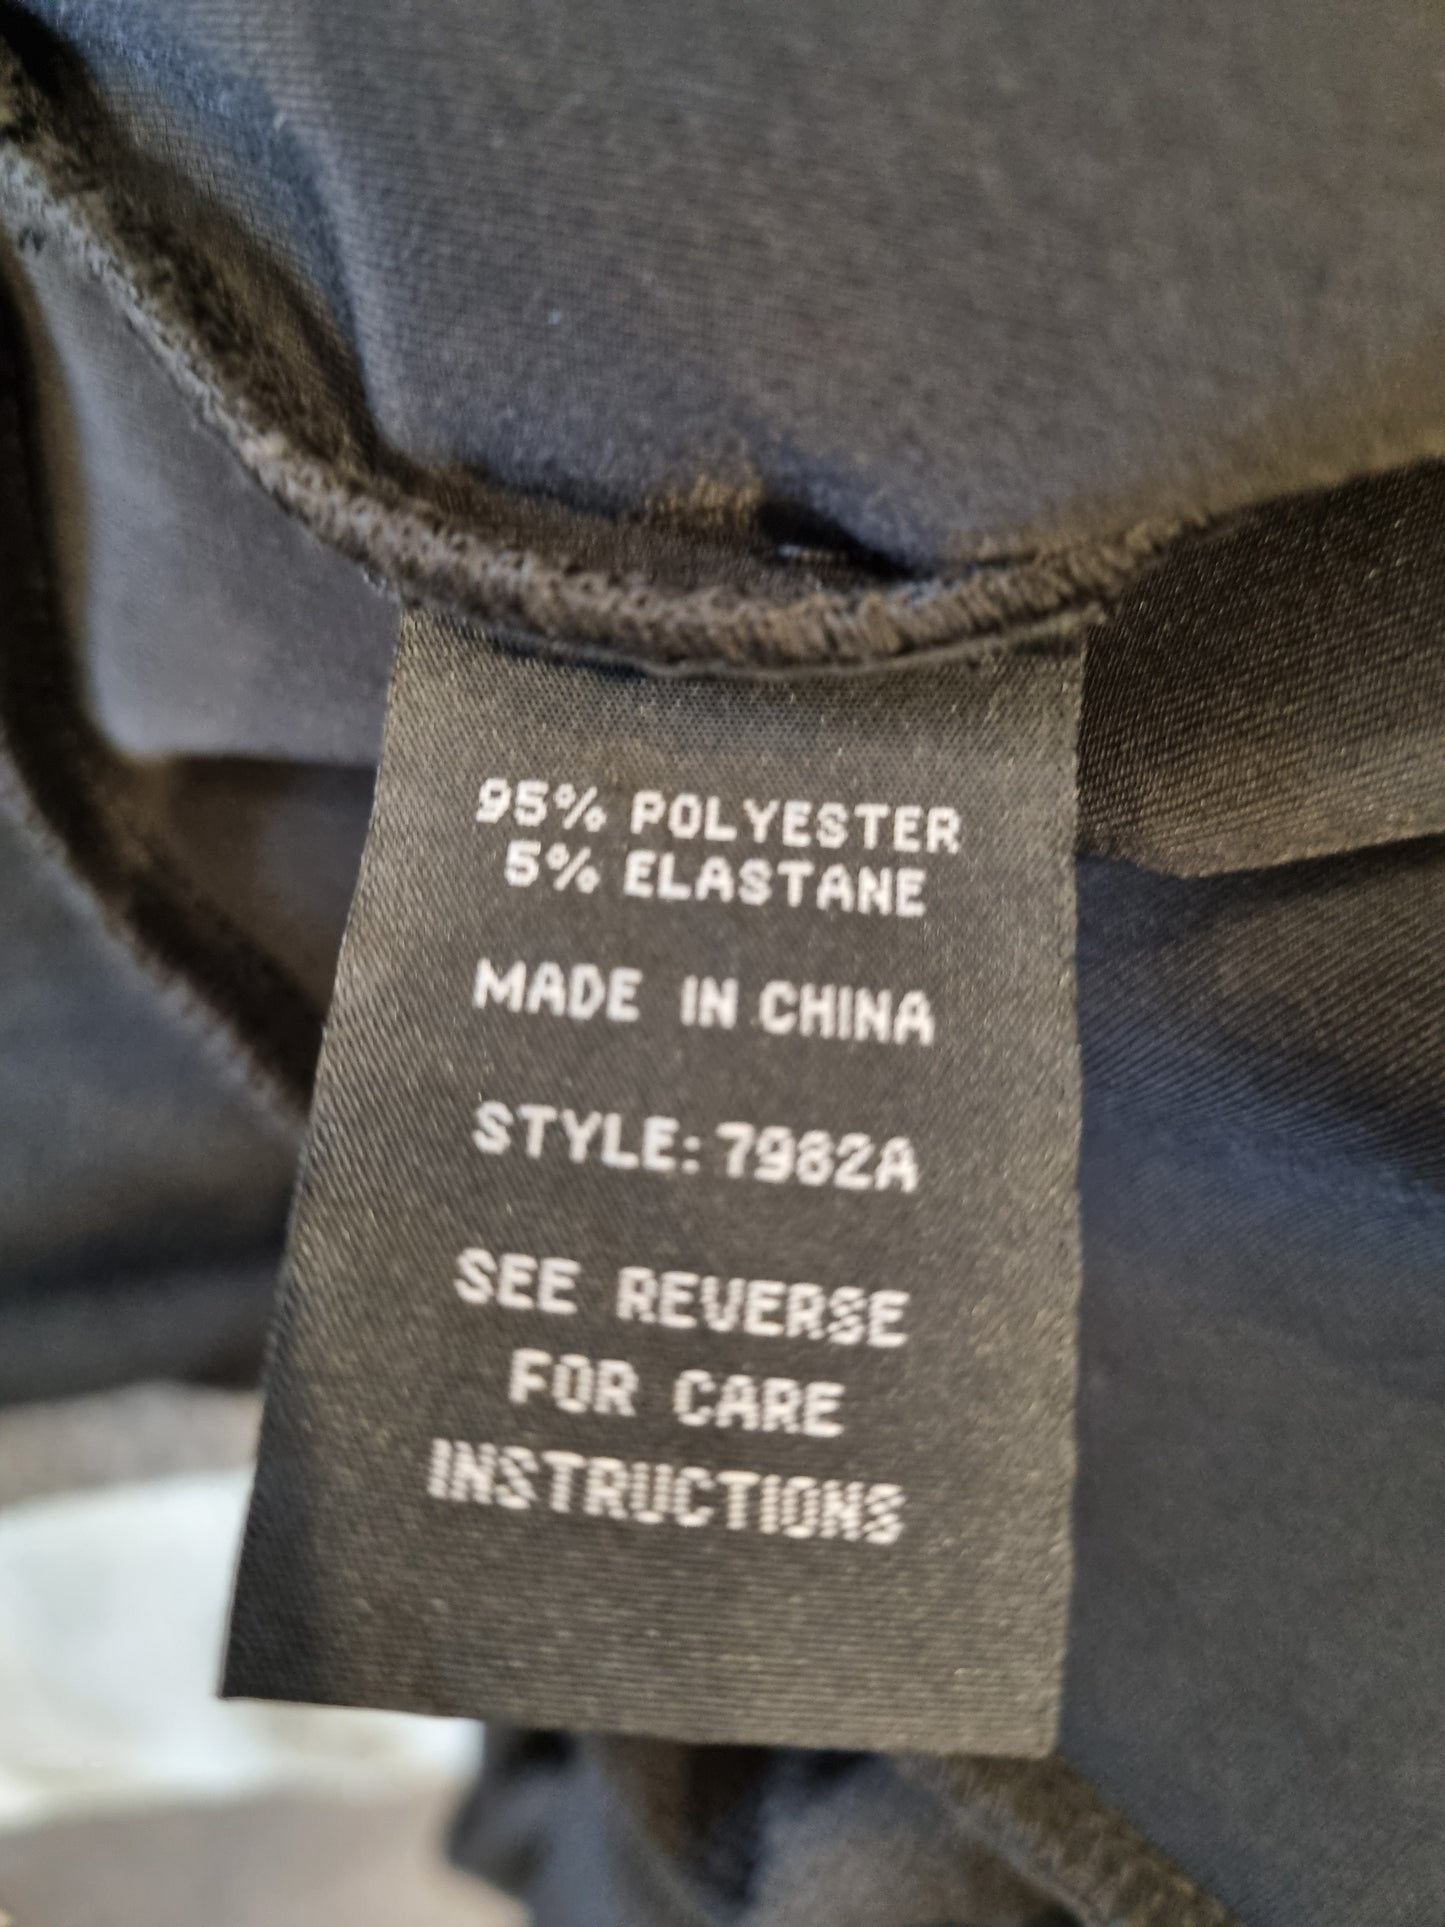 95% POLYESTER
5% ELASTANE
MADE IN CHINA
STYLE: 7982A
SEE REVERSE
FOR CARE
INSTRUCTIONS